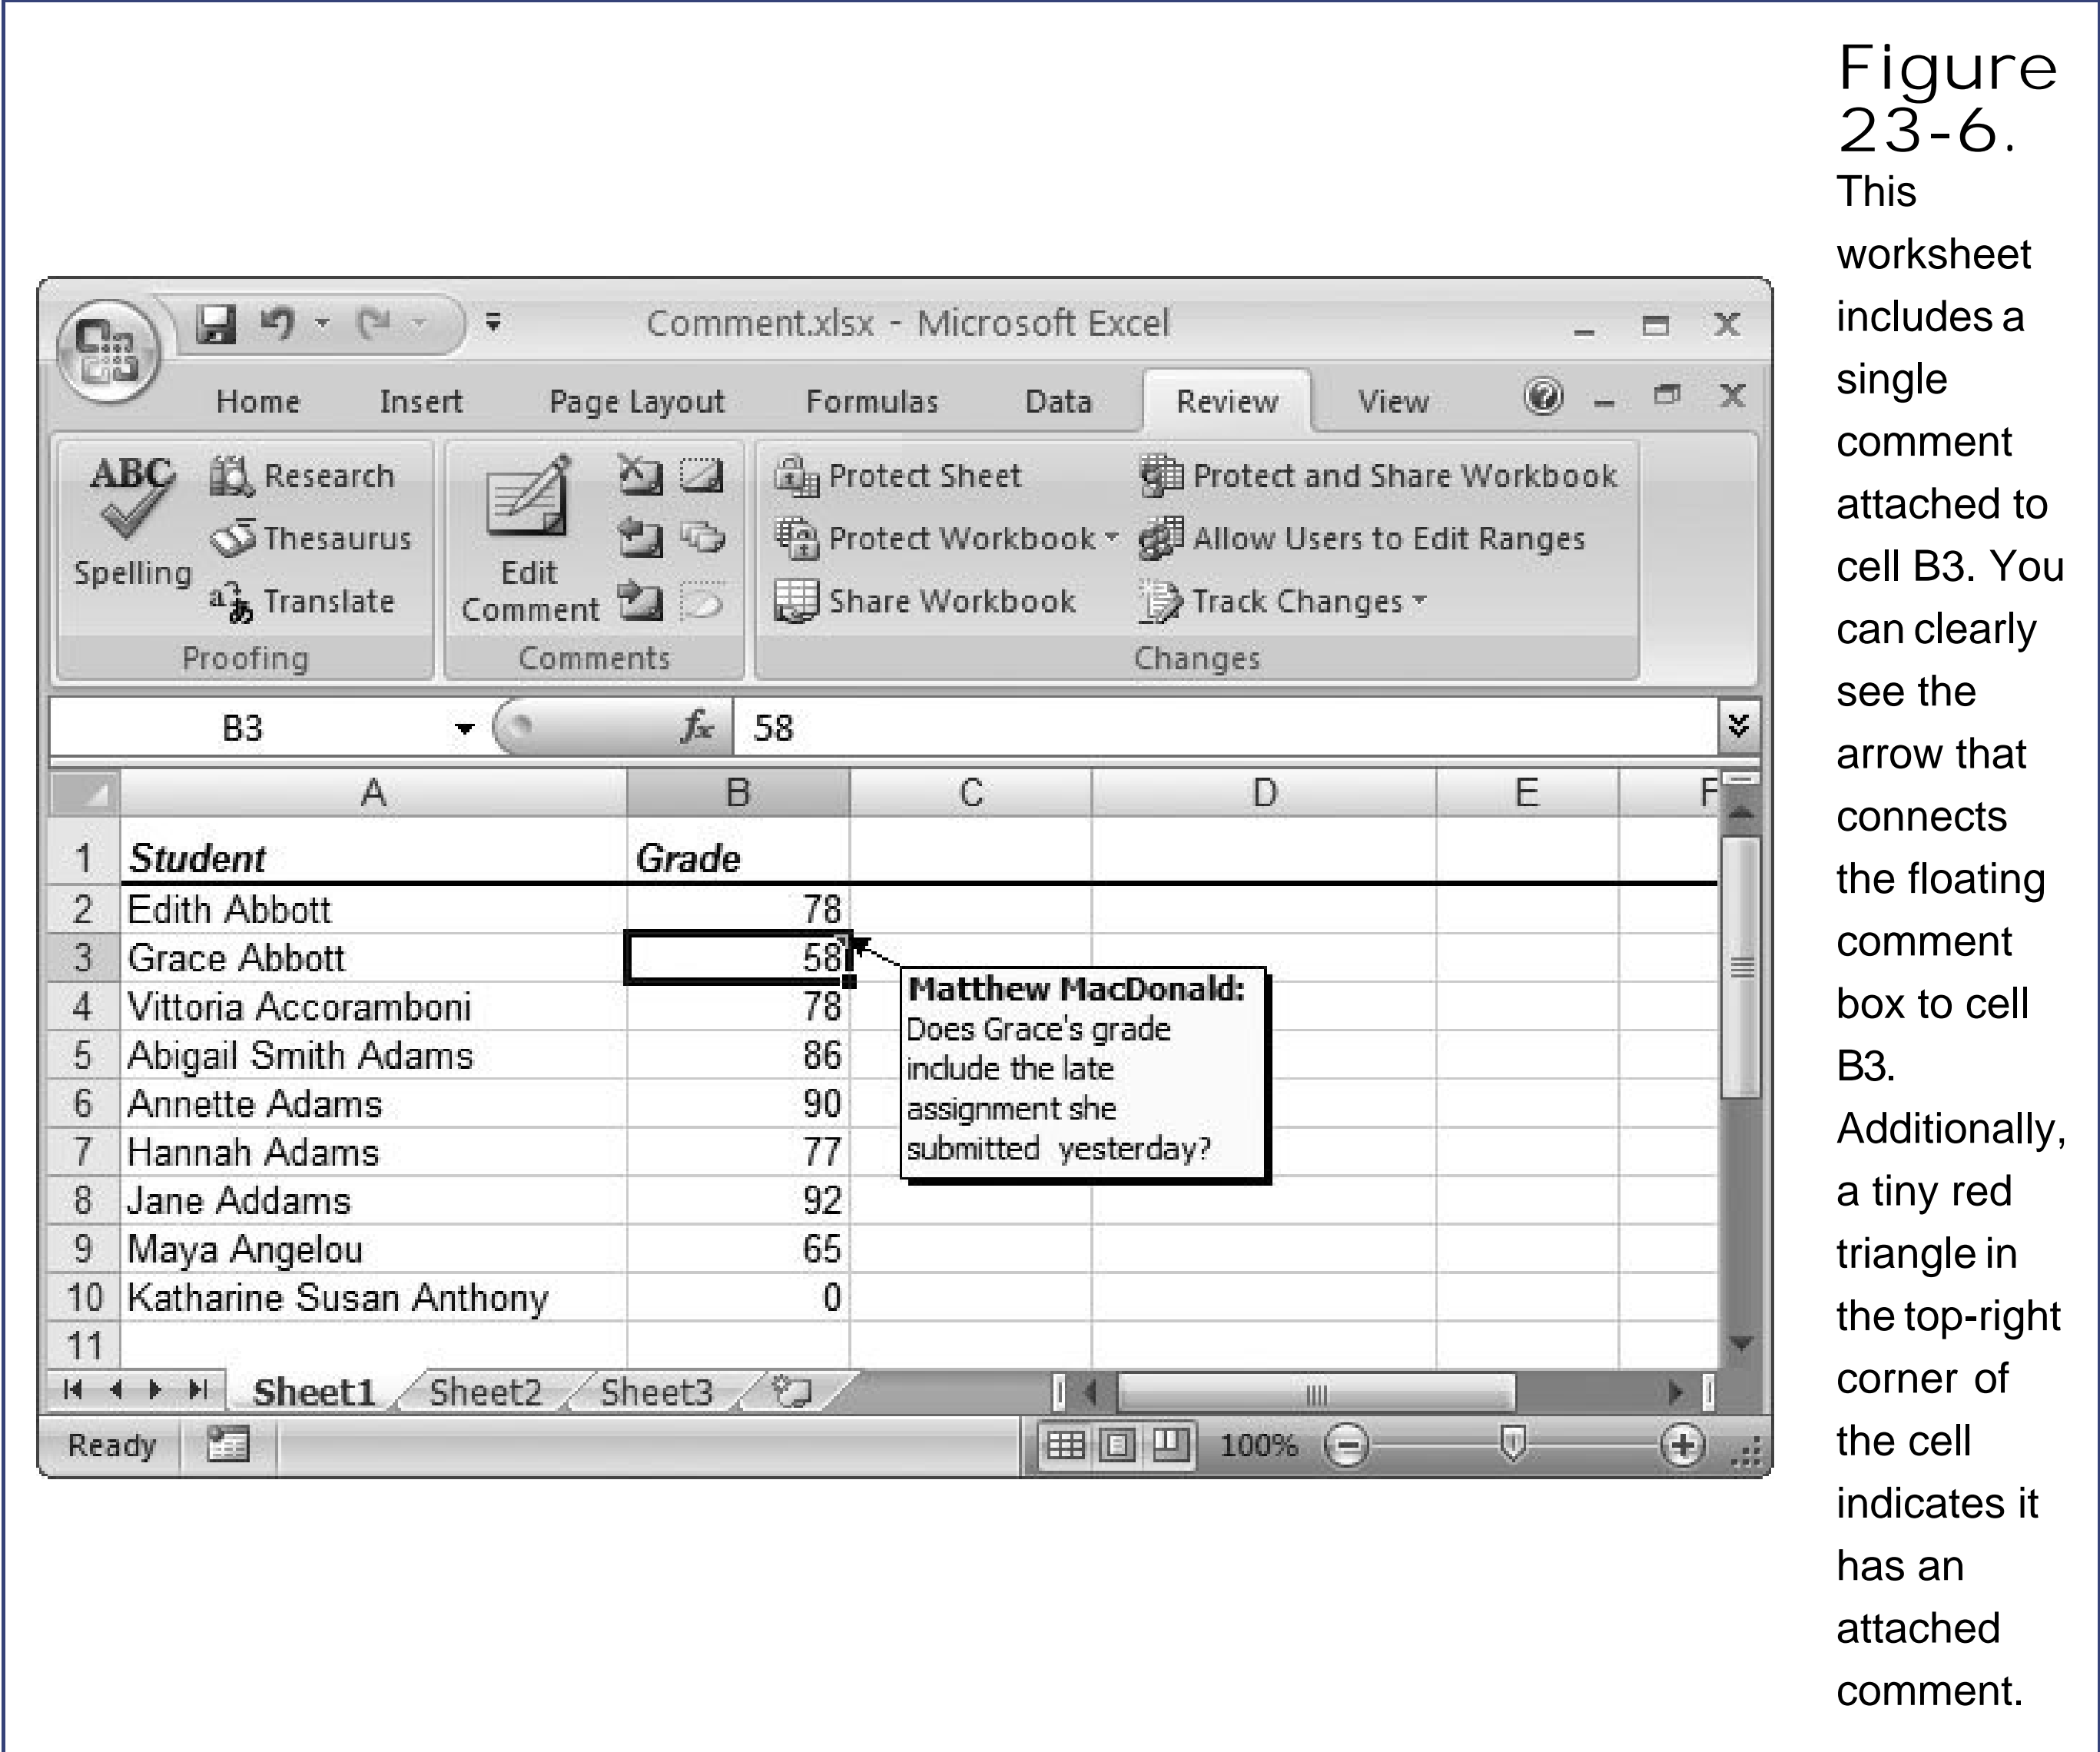 Figure
23-6.
This
worksheet
includes a
single
comment
attached to
cell B3. You
can clearly
see the
arrow that
connects
the floating
comment
box to cell
B3.
Additionally,
a tiny red
triangle in
the top-right
corner of
the cell
indicates it
has an
attached
comment.
Comment.xlsx - Microsoft Excel
Home Insert Page Layout Formulas Data Review View
ABC
Spelling
Research
Thesaurus
Translate
Proofing
Edit
Comment
Comments
Protect Sheet
Protect Workbook
Share Workbook
Protect and Share Workbook
Allow Users to Edit Ranges
Track Changes
Changes
B3 fx 58
A B C D E F
1 Student Grade
2 Edith Abbott 78
3 Grace Abbott 58
4 Vittoria Accoramboni 78
5 Abigail Smith Adams 86
6 Annette Adams 90
7 Hannah Adams 77
8 Jane Addams 92
9 Maya Angelou 65
10 Katharine Susan Anthony 0
11
Matthew MacDonald:
Does Grace's grade
include the late
assignment she
submitted yesterday?
Sheet1 Sheet2 Sheet3
Ready 100%